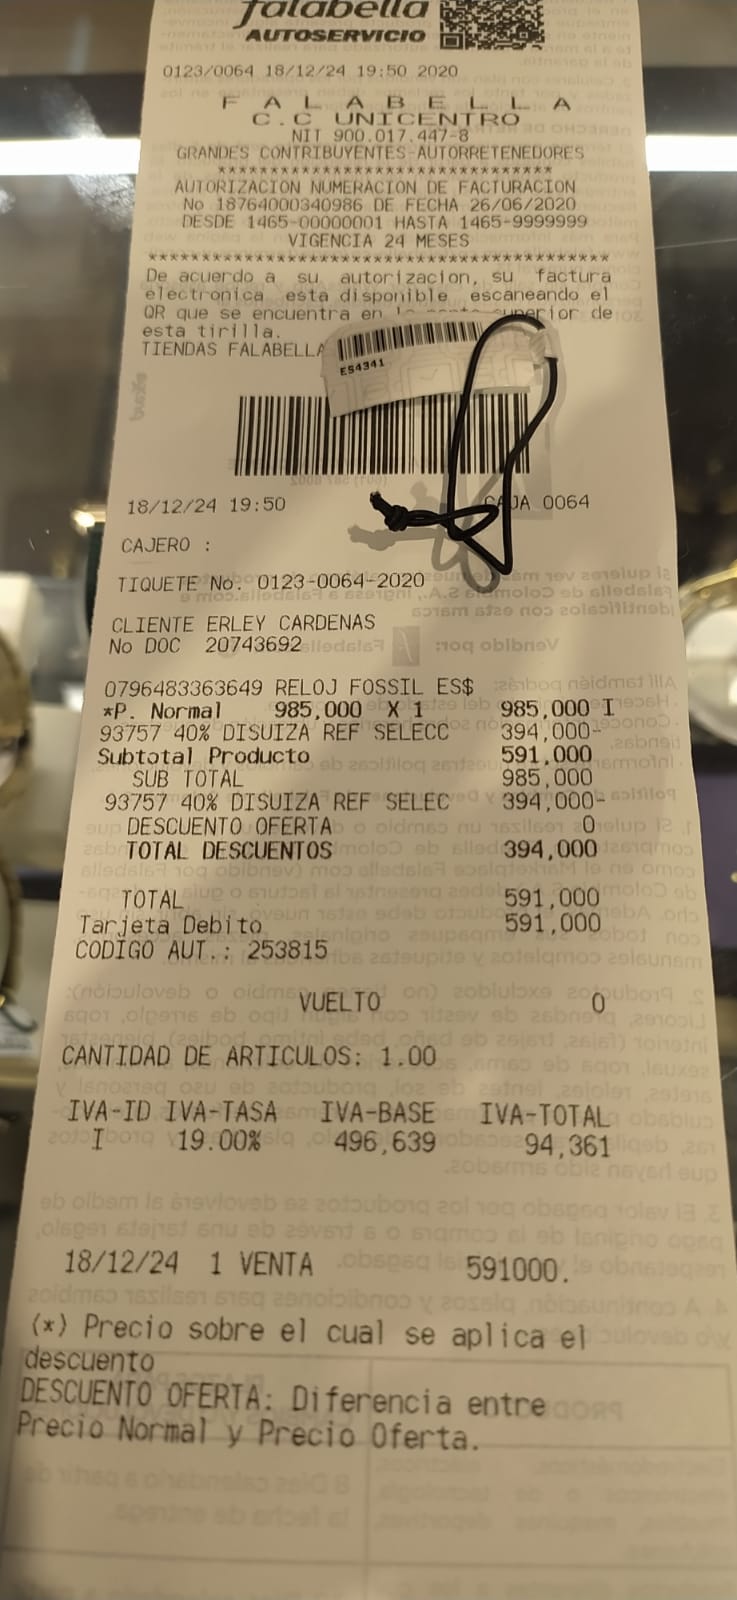 falabella
AUTOSERVICIO
0123/0064 18/12/24 19:50 2020
F A L A B E L L A
C.C UNICENTRO
NIT 900.017.447-8
GRANDES CONTRIBUYENTES-AUTORRETENEDORES
********************************
AUTORIZACION NUMERACION DE FACTURACION
No 18764000340986 DE FECHA 26/06/2020
DESDE 1465-00000001 HASTA 1465-9999999
VIGENCIA 24 MESES
********************************************
De acuerdo a su autorizacion, su factura
electronica esta disponible escaneando el
QR que se encuentra en superior de
esta tirilla.
TIENDAS FALABELLA
ES4341
18/12/24 19:50 CAJA 0064
CAJERO :
TIQUETE No. 0123-0064-2020
CLIENTE ERLEY CARDENAS
No DOC 20743692
0796483363649 RELOJ FOSSIL ES$
*P. Normal 985,000 X 1 985,000 I
93757 40% DISUIZA REF SELECC 394,000-
Subtotal Producto 591,000
SUB TOTAL 985,000
93757 40% DISUIZA REF SELEC 394,000-
DESCUENTO OFERTA 0
TOTAL DESCUENTOS 394,000
TOTAL 591,000
Tarjeta Debito 591,000
CODIGO AUT.: 253815
VUELTO 0
CANTIDAD DE ARTICULOS: 1.00
IVA-ID IVA-TASA IVA-BASE IVA-TOTAL
I 19.00% 496,639 94,361
18/12/24 1 VENTA 591000.
(*) Precio sobre el cual se aplica el
descuento
DESCUENTO OFERTA: Diferencia entre
Precio Normal y Precio Oferta.